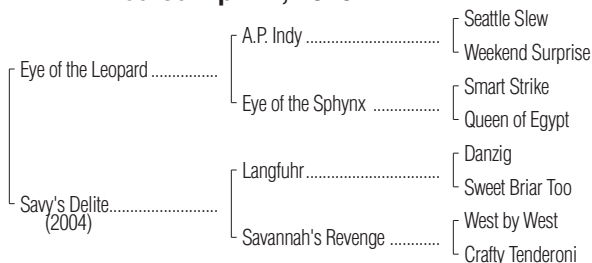 Seattle Slew
A.P. Indy ..................................
Weekend Surprise
Eye of the Leopard ................
Smart Strike
Eye of the Sphynx .................
Queen of Egypt
Danzig
Langfuhr..................................
Sweet Briar Too
Savy's Delite...........................
(2004)
West by West
Savannah's Revenge ............
Crafty Tenderoni